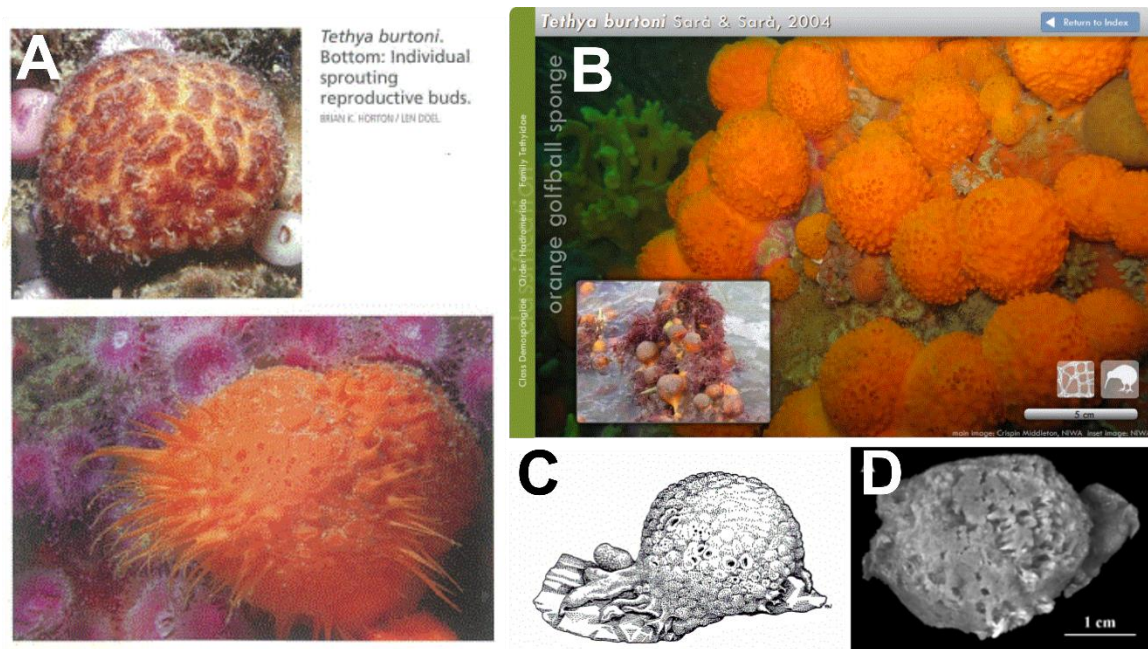 A
Tethya burtoni.
Bottom: Individual
sprouting
reproductive buds.
BRIAN K. HORTON / LEN DOEL
B
Tethya burtoni Sarà & Sarà, 2004
Return to Index
Class Demospongiae Order Hadromerida Family Tethyidae
orange golfball sponge
5 cm
main image: Crispin Middleton, NIWA inset image: NIWA
C
D
1 cm